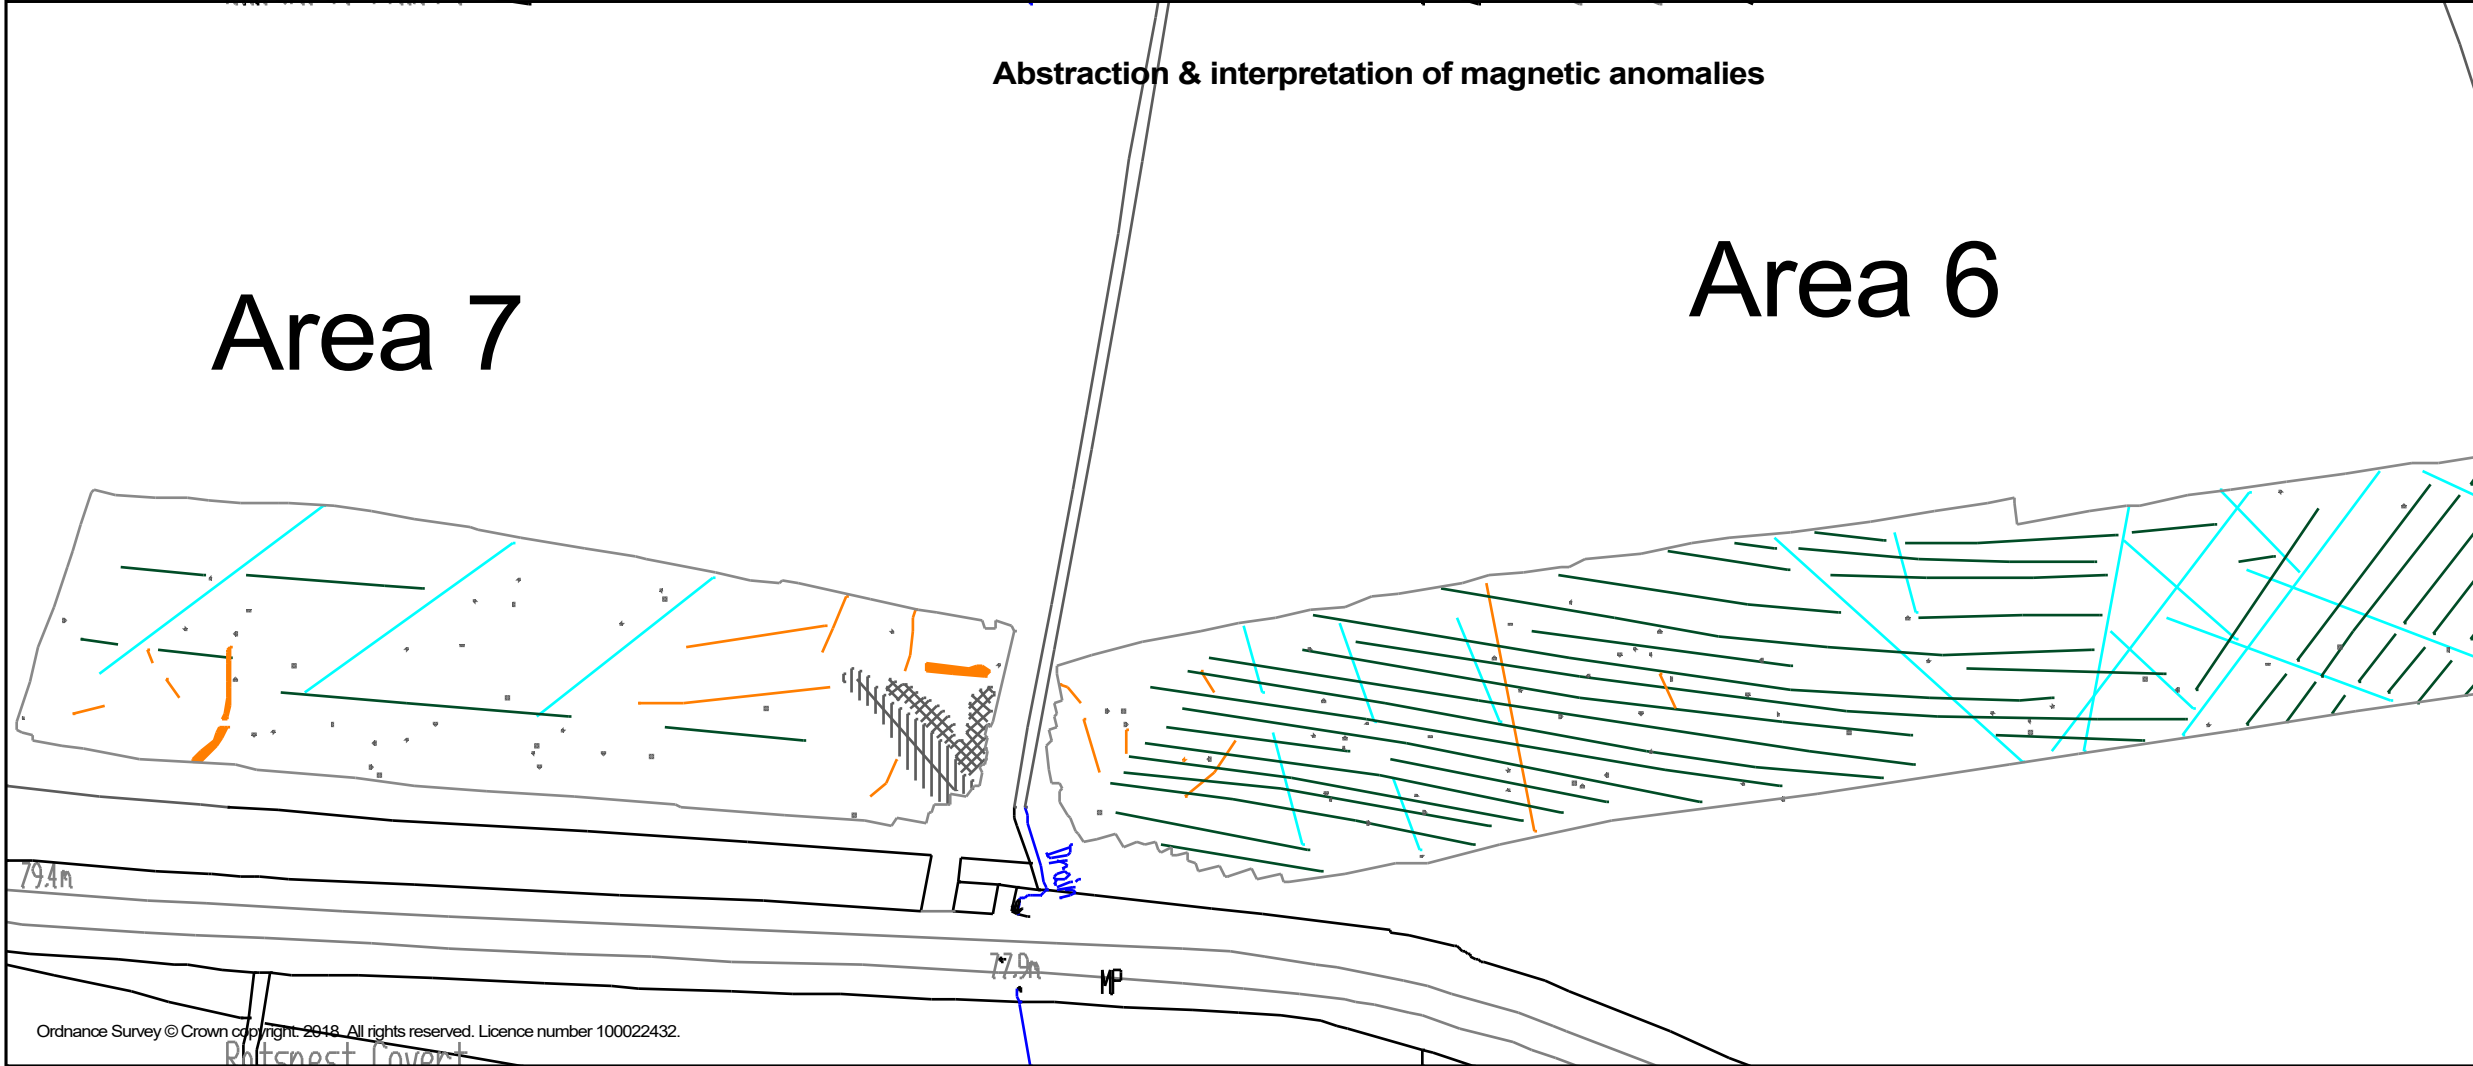 Abstraction & interpretation of magnetic anomalies
Area 6
Area 7
Drain
79.4m
77.9m
MP
Ordnance Survey © Crown copyright. 2018. All rights reserved. Licence number 100022432.
Covert